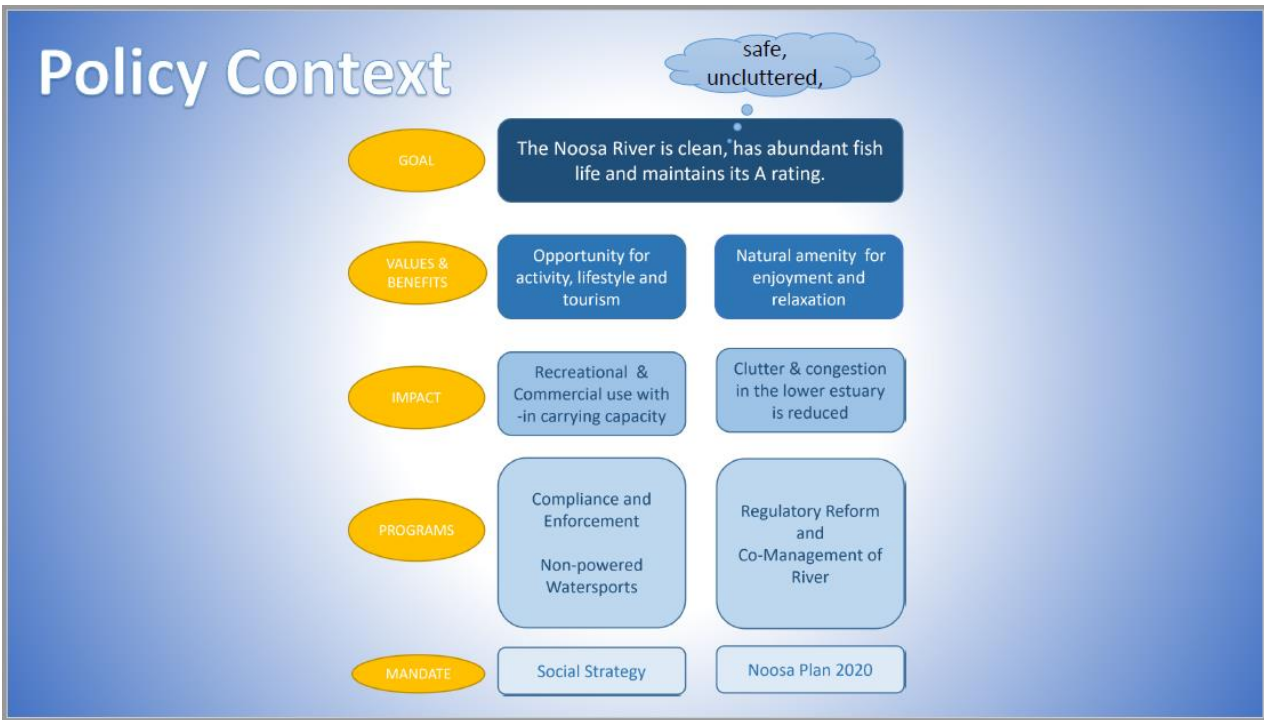 Policy Context
safe,
uncluttered,
GOAL
The Noosa River is clean, has abundant fish
life and maintains its A rating.
VALUES &
BENEFITS
Opportunity for
activity, lifestyle and
tourism
Natural amenity for
enjoyment and
relaxation
IMPACT
Recreational &
Commercial use with
-in carrying capacity
Clutter & congestion
in the lower estuary
is reduced
PROGRAMS
Compliance and
Enforcement
Non-powered
Watersports
Regulatory Reform
and
Co-Management of
River
MANDATE
Social Strategy
Noosa Plan 2020